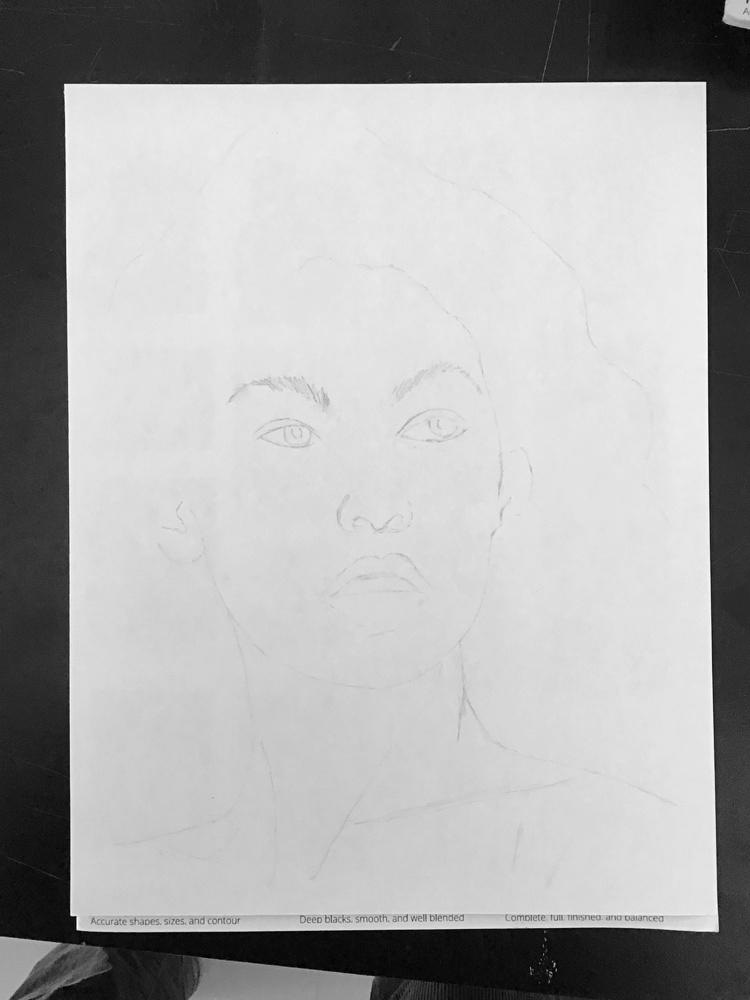 Accurate shapes, sizes, and contour
Deep blacks, smooth, and well blended
Complete, full, finished, and balanced